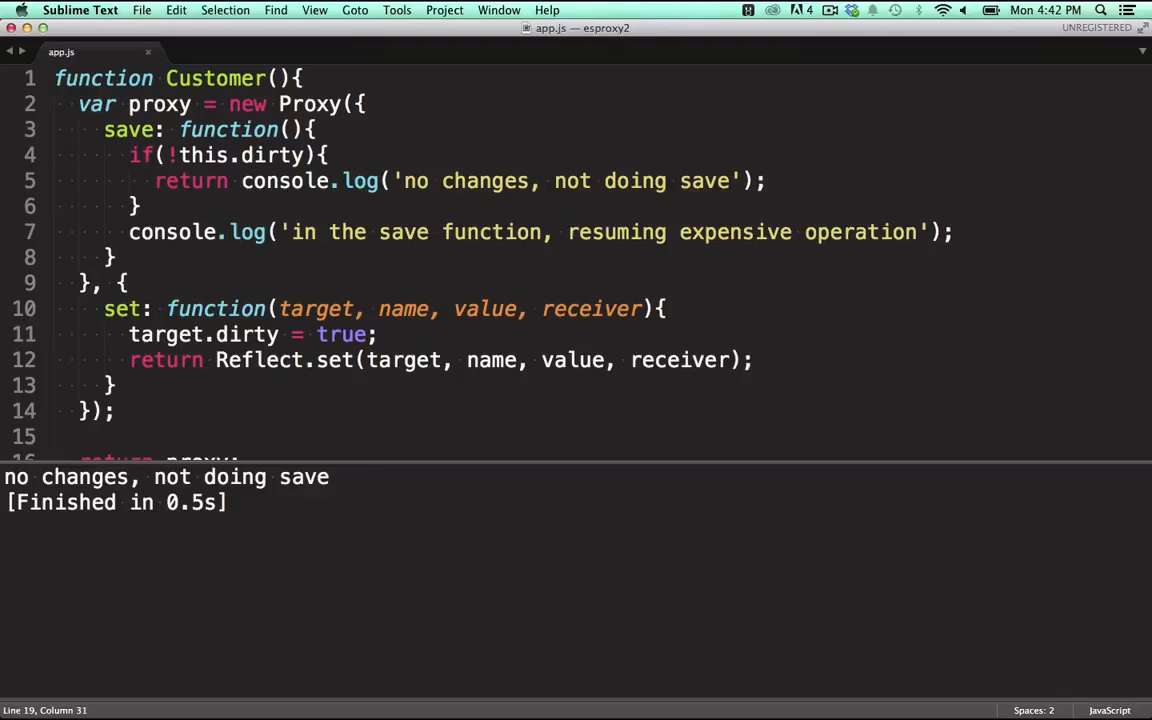 Sublime Text File Edit Selection Find View Goto Tools Project Window Help 4 Mon 4:42 PM
app.js — esproxy2 UNREGISTERED
app.js ×
1 function Customer(){
2 var proxy = new Proxy({
3 save: function(){
4 if(!this.dirty){
5 return console.log('no changes, not doing save');
6 }
7 console.log('in the save function, resuming expensive operation');
8 }
9 }, {
10 set: function(target, name, value, receiver){
11 target.dirty = true;
12 return Reflect.set(target, name, value, receiver);
13 }
14 });
15
16 return proxy;
no changes, not doing save
[Finished in 0.5s]
Line 19, Column 31 Spaces: 2 JavaScript